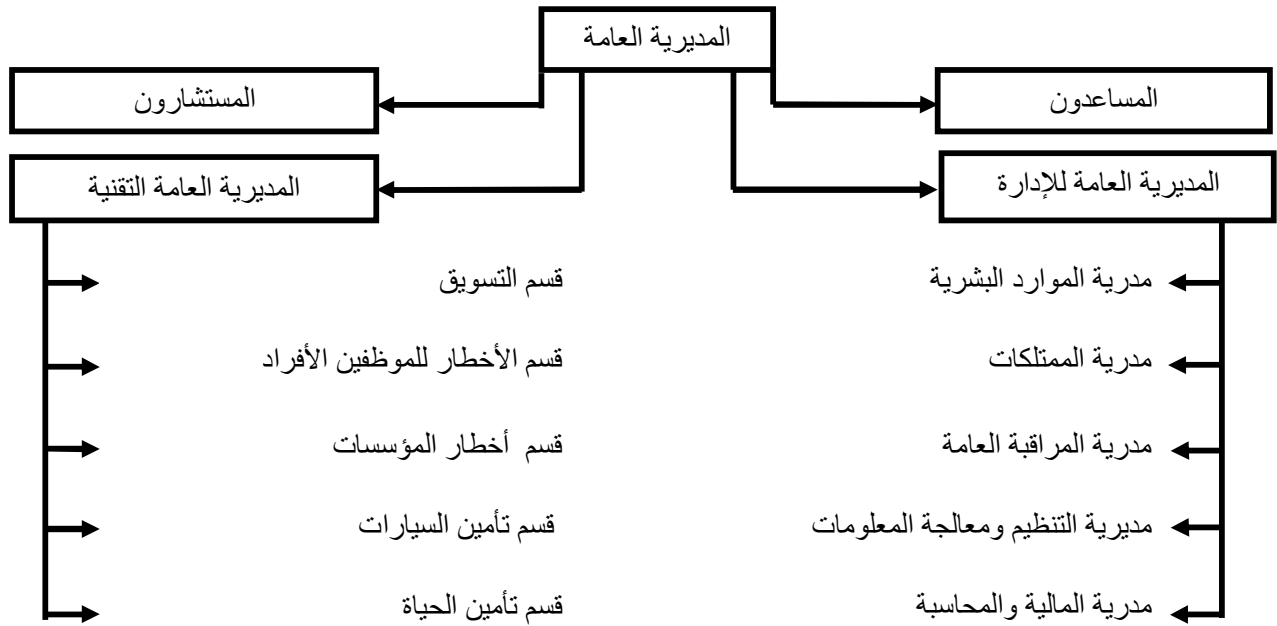 المديرية العامة
المساعدون
المستشارون
المديرية العامة للإدارة
المديرية العامة التقنية
مدرية الموارد البشرية
قسم التسويق
مدرية الممتلكات
قسم الأخطار للموظفين الأفراد
مدرية المراقبة العامة
قسم أخطار المؤسسات
مديرية التنظيم ومعالجة المعلومات
قسم تأمين السيارات
مدرية المالية والمحاسبة
قسم تأمين الحياة